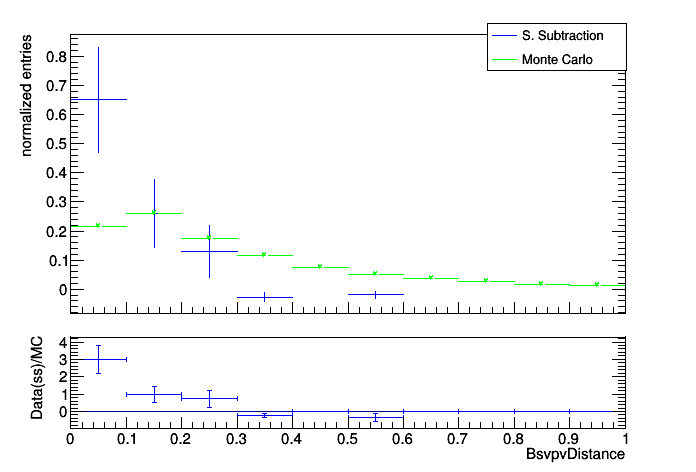 S. Subtraction
Monte Carlo
normalized entries
0.8
0.7
0.6
0.5
0.4
0.3
0.2
0.1
0
Data(ss)/MC
4
3
2
1
0
0 0.1 0.2 0.3 0.4 0.5 0.6 0.7 0.8 0.9 1
BsvpvDistance